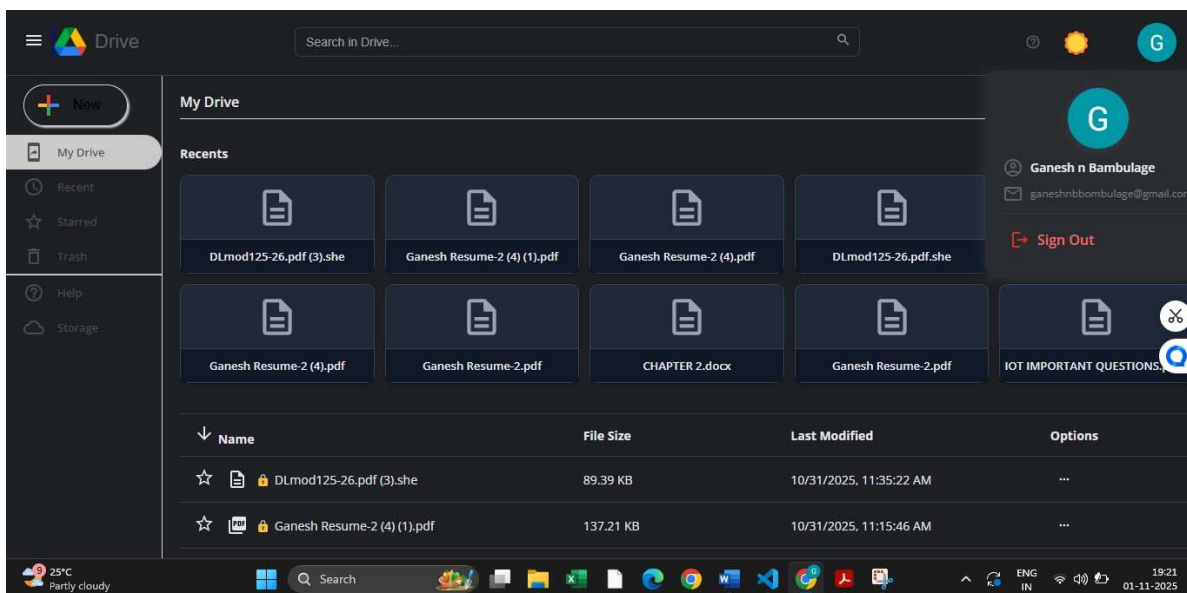 Drive
Search in Drive...
G
New
My Drive
Recent
Starred
Trash
Help
Storage
My Drive
Recents
DLmod125-26.pdf (3).she
Ganesh Resume-2 (4) (1).pdf
Ganesh Resume-2 (4).pdf
DLmod125-26.pdf.she
Ganesh Resume-2 (4).pdf
Ganesh Resume-2.pdf
CHAPTER 2.docx
Ganesh Resume-2.pdf
IOT IMPORTANT QUESTIONS.
G
Ganesh n Bambulage
ganeshnbbombulage@gmail.com
Sign Out
Name File Size Last Modified Options
DLmod125-26.pdf (3).she 89.39 KB 10/31/2025, 11:35:22 AM ...
PDF Ganesh Resume-2 (4) (1).pdf 137.21 KB 10/31/2025, 11:15:46 AM ...
9 25°C
Partly cloudy
Search
ENG
IN
19:21
01-11-2025